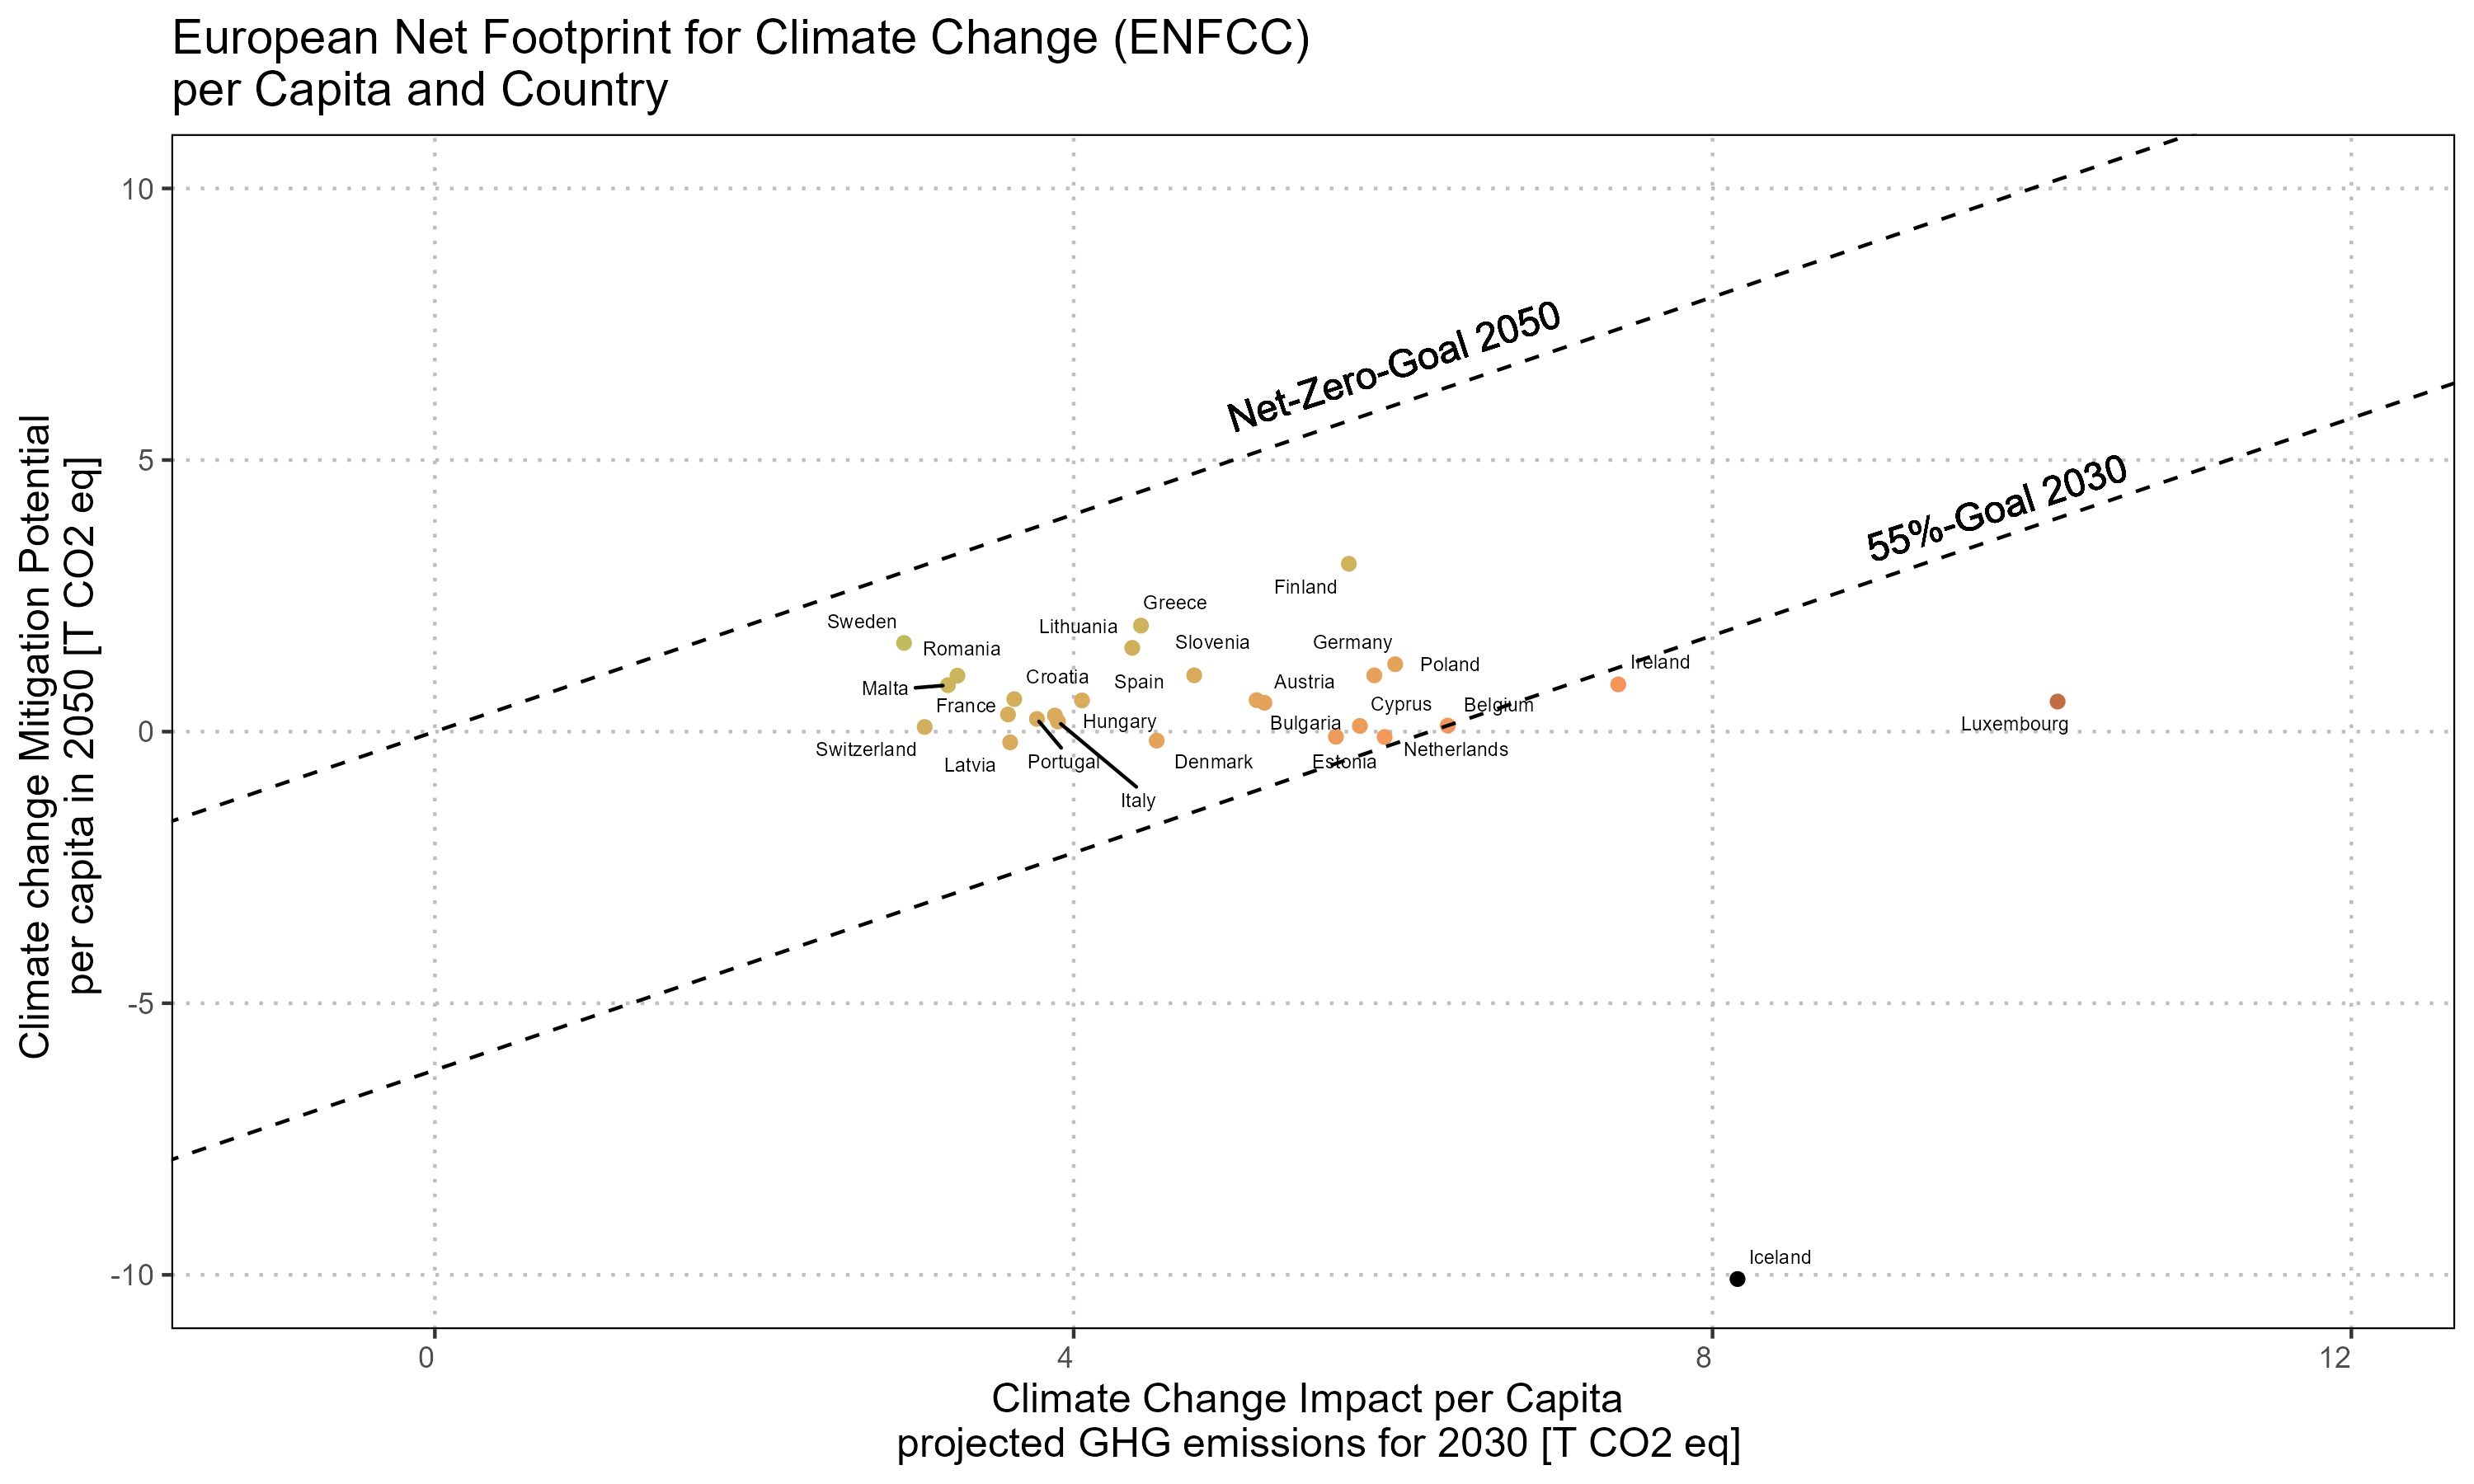 European Net Footprint for Climate Change (ENFCC)
per Capita and Country
Climate change Mitigation Potential
per capita in 2050 [T CO2 eq]
10
5
0
-5
-10
Net-Zero-Goal 2050
55%-Goal 2030
Finland
Greece
Sweden
Lithuania
Slovenia
Germany
Romania
Poland
Ireland
Croatia
Spain
Austria
Malta
France
Cyprus
Belgium
Hungary
Bulgaria
Luxembourg
Switzerland
Netherlands
Latvia
Portugal
Denmark
Estonia
Italy
Iceland
0
4
8
12
Climate Change Impact per Capita
projected GHG emissions for 2030 [T CO2 eq]